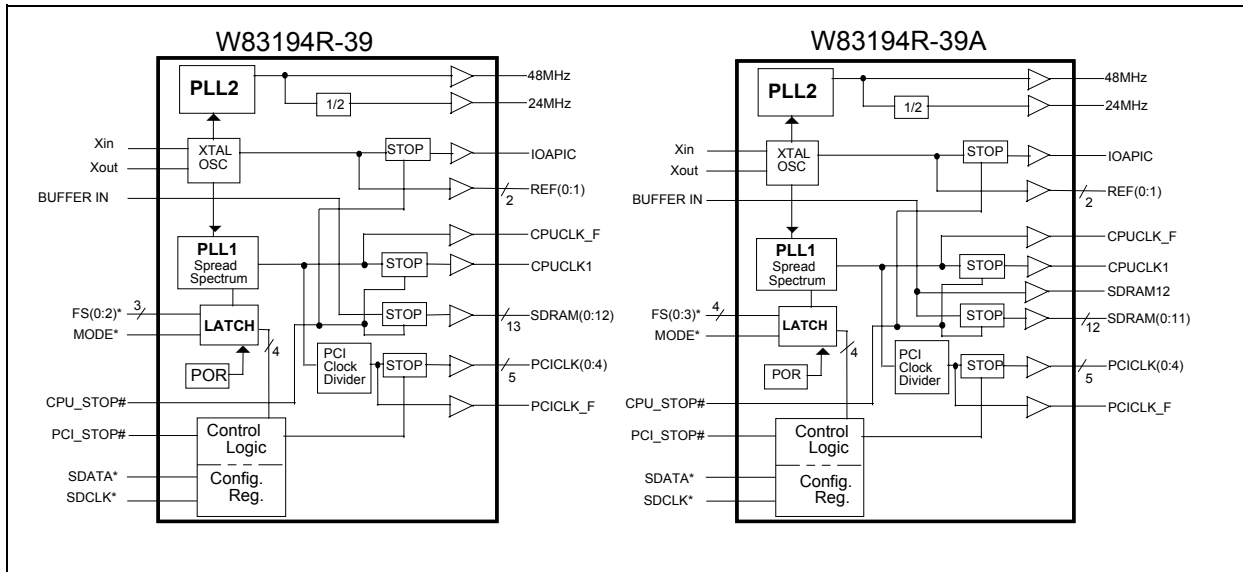 W83194R-39
PLL2
48MHz
1/2
24MHz
Xin
Xout
XTAL
OSC
STOP
IOAPIC
REF(0:1)
2
BUFFER IN
CPUCLK_F
PLL1
Spread
Spectrum
STOP
CPUCLK1
FS(0:2)*
3
MODE*
LATCH
4
STOP
SDRAM(0:12)
13
POR
PCI
Clock
Divider
STOP
PCICLK(0:4)
5
CPU_STOP#
PCICLK_F
PCI_STOP#
Control
Logic
SDATA*
SDCLK*
Config.
Reg.
W83194R-39A
PLL2
48MHz
1/2
24MHz
Xin
Xout
XTAL
OSC
STOP
IOAPIC
REF(0:1)
2
BUFFER IN
CPUCLK_F
PLL1
Spread
Spectrum
STOP
CPUCLK1
SDRAM12
FS(0:3)*
4
MODE*
LATCH
4
STOP
SDRAM(0:11)
12
POR
PCI
Clock
Divider
STOP
PCICLK(0:4)
5
CPU_STOP#
PCICLK_F
PCI_STOP#
Control
Logic
SDATA*
SDCLK*
Config.
Reg.